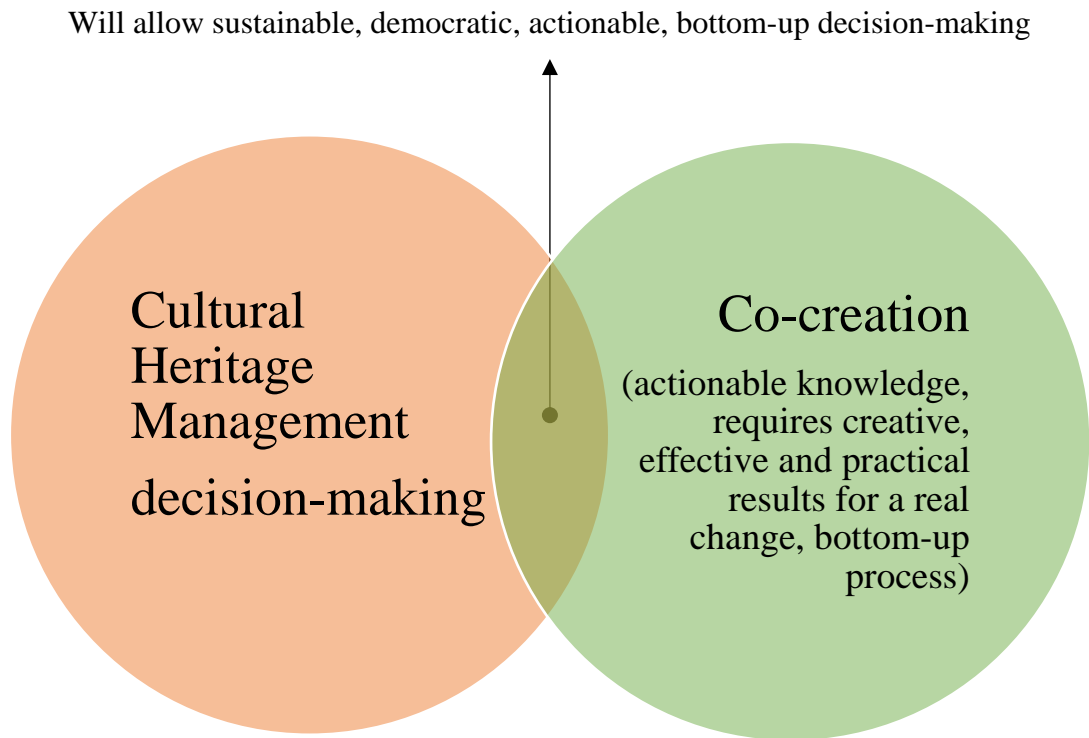 Will allow sustainable, democratic, actionable, bottom-up decision-making
Cultural
Heritage
Management
decision-making
Co-creation
(actionable knowledge,
requires creative,
effective and practical
results for a real
change, bottom-up
process)